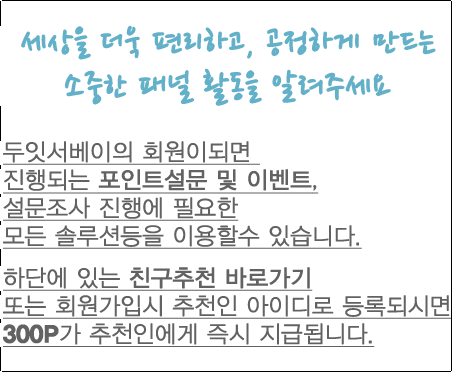 세상을 더욱 편리하고, 공정하게 만드는
소중한 패널 활동을 알려주세요
두잇서베이의 회원이되면
진행되는 포인트설문 및 이벤트,
설문조사 진행에 필요한
모든 솔루션등을 이용할수 있습니다.
하단에 있는 친구추천 바로가기
또는 회원가입시 추천인 아이디로 등록되시면
300P가 추천인에게 즉시 지급됩니다.